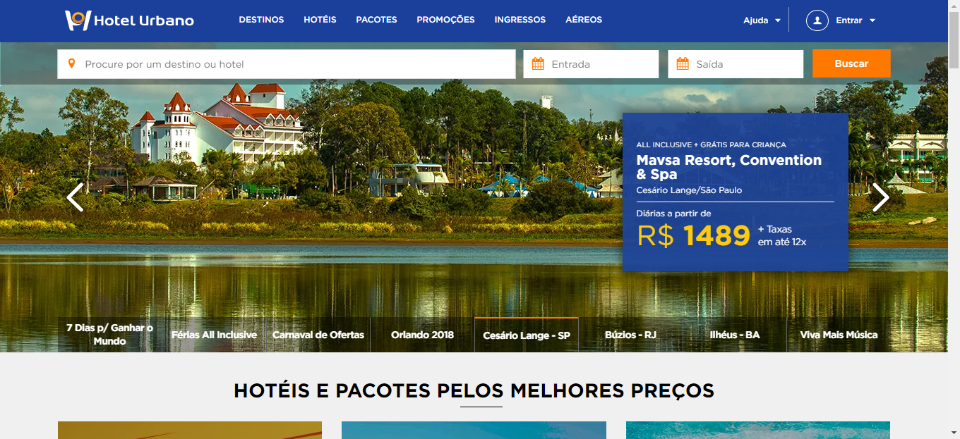 Hotel Urbano
DESTINOS HOTÉIS PACOTES PROMOÇÕES INGRESSOS AÉREOS
Ajuda Entrar
Procure por um destino ou hotel
Entrada
Saída
Buscar
ALL INCLUSIVE + GRÁTIS PARA CRIANÇA
Mavsa Resort, Convention
& Spa
Cesário Lange/São Paulo
Diárias a partir de
R$ 1489
+ Taxas
em até 12x
7 Dias p/ Ganhar o
Mundo
Férias All Inclusive
Carnaval de Ofertas
Orlando 2018
Cesário Lange - SP
Búzios - RJ
Ilhéus - BA
Viva Mais Música
HOTÉIS E PACOTES PELOS MELHORES PREÇOS